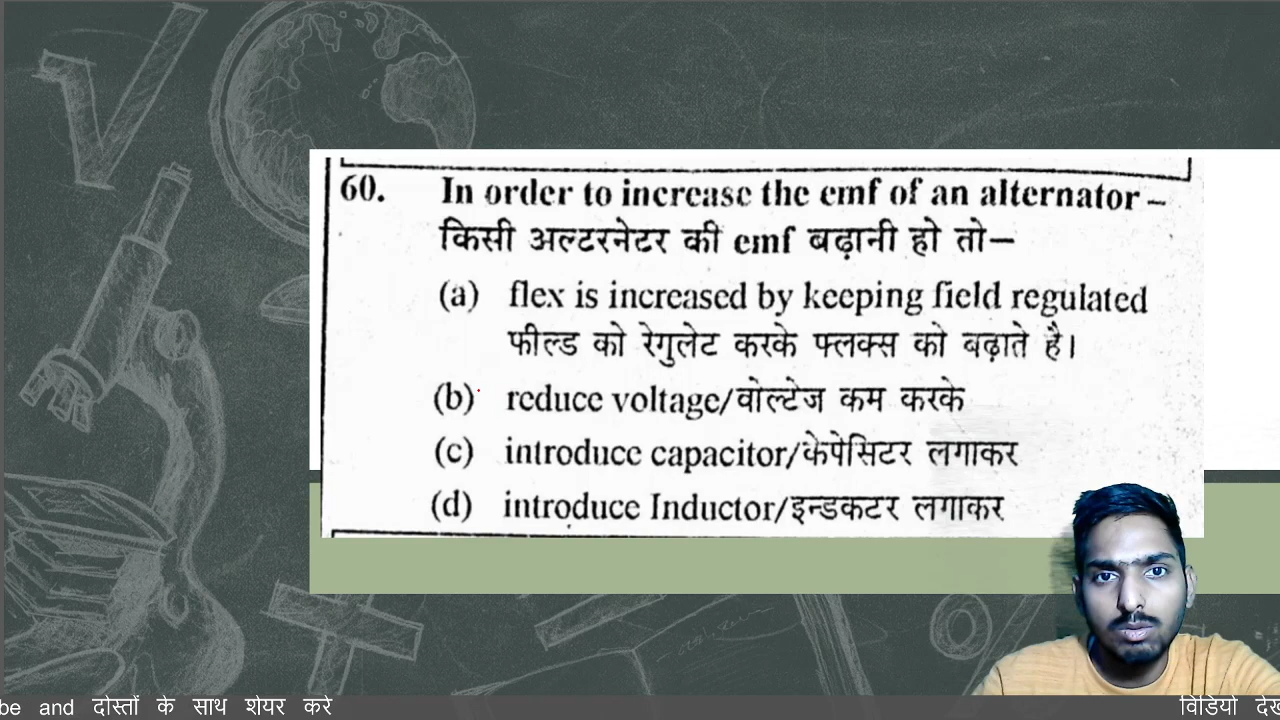 60. In order to increase the emf of an alternator –
किसी अल्टरनेटर की emf बढ़ानी हो तो–
(a) flex is increased by keeping field regulated
फील्ड को रेगुलेट करके फ्लक्स को बढ़ाते है।
(b) reduce voltage/वोल्टेज कम करके
(c) introduce capacitor/केपेसिटर लगाकर
(d) introduce Inductor/इन्डकटर लगाकर
be and दोस्तों के साथ शेयर करे
विडियो देख